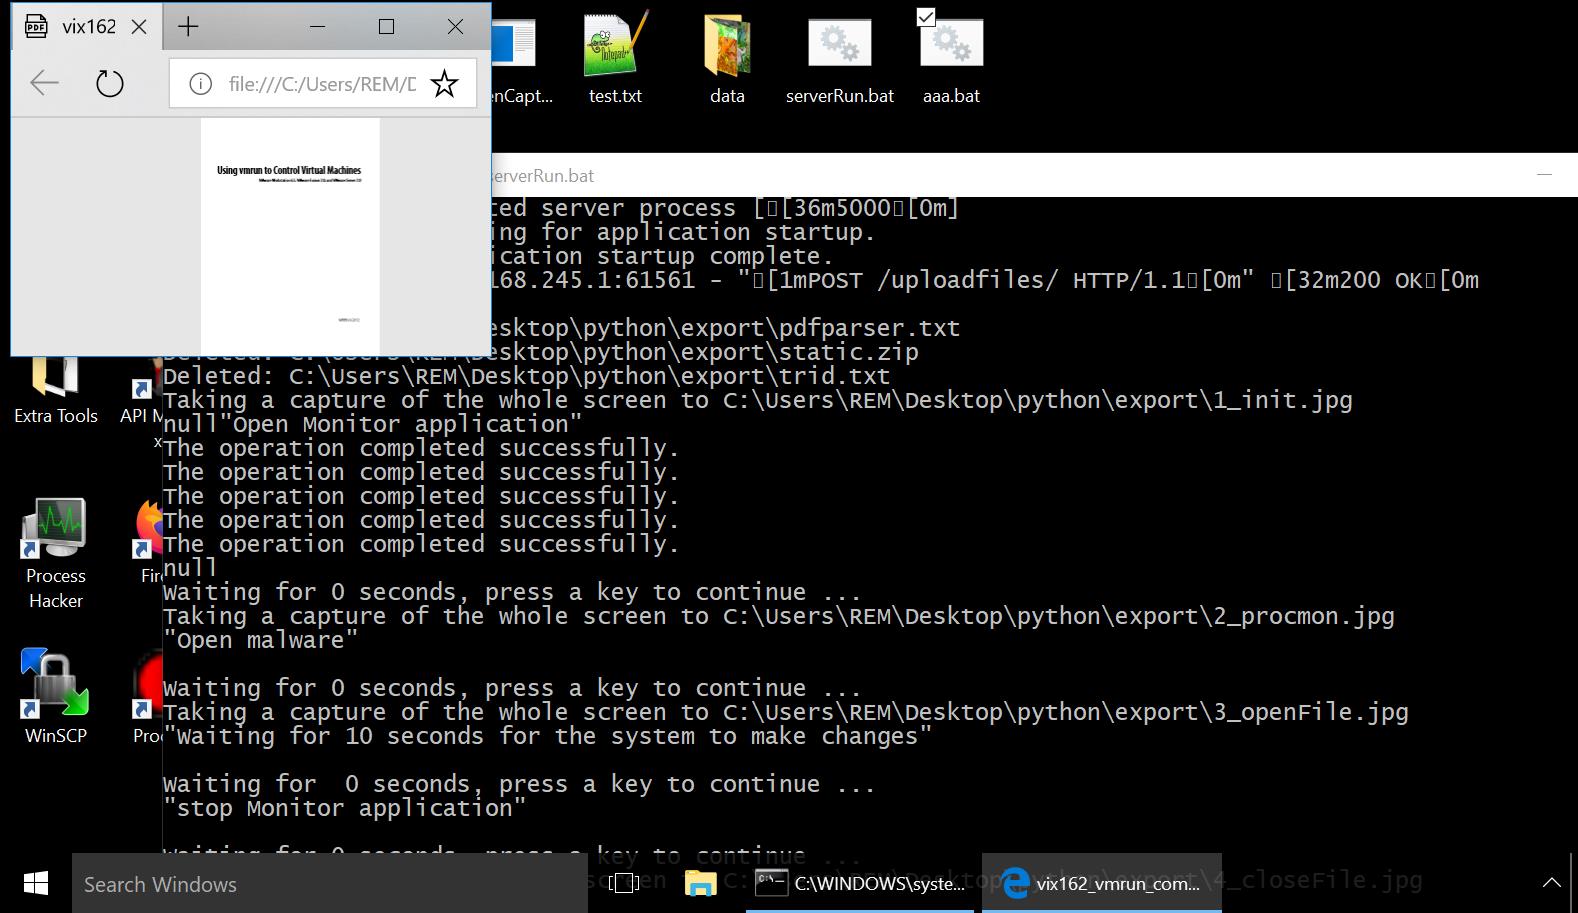 vix162
file:///C:/Users/REM/D
Using vmrun to Control Virtual Machines
enCapt...
test.txt
data
serverRun.bat
aaa.bat
serverRun.bat
ted server process [▯[36m5000▯[0m]
ing for application startup.
ication startup complete.
168.245.1:61561 - "▯[1mPOST /uploadfiles/ HTTP/1.1▯[0m" ▯[32m200 OK▯[0m
esktop\python\export\pdfparser.txt
Deleted: C:\Users\REM\Desktop\python\export\static.zip
Deleted: C:\Users\REM\Desktop\python\export\trid.txt
Taking a capture of the whole screen to C:\Users\REM\Desktop\python\export\1_init.jpg
null"Open Monitor application"
The operation completed successfully.
The operation completed successfully.
The operation completed successfully.
The operation completed successfully.
The operation completed successfully.
null
Waiting for 0 seconds, press a key to continue ...
Taking a capture of the whole screen to C:\Users\REM\Desktop\python\export\2_procmon.jpg
"Open malware"
Waiting for 0 seconds, press a key to continue ...
Taking a capture of the whole screen to C:\Users\REM\Desktop\python\export\3_openFile.jpg
"Waiting for 10 seconds for the system to make changes"
Waiting for  0 seconds, press a key to continue ...
"stop Monitor application"
Waiting for 0 seconds, press a key to continue ...
screen to C:\Users\REM\Desktop\python\export\4_closeFile.jpg
Extra Tools
API M
x
Process
Hacker
Fire
WinSCP
Proc
Search Windows
C:\WINDOWS\syste...
vix162_vmrun_com...